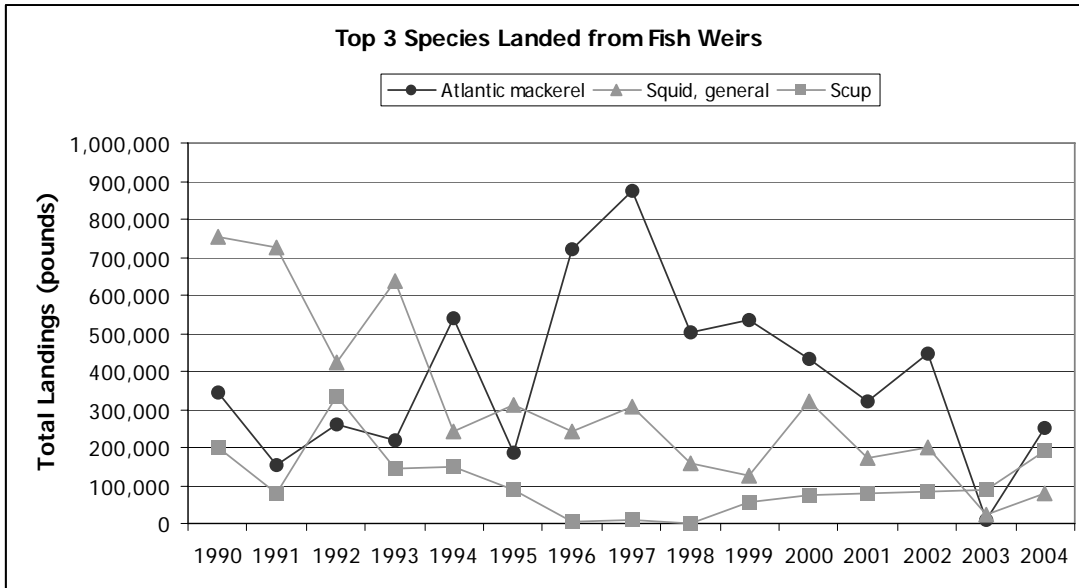 Top 3 Species Landed from Fish Weirs
Atlantic mackerel Squid, general Scup
Total Landings (pounds)
1,000,000
900,000
800,000
700,000
600,000
500,000
400,000
300,000
200,000
100,000
0
1990 1991 1992 1993 1994 1995 1996 1997 1998 1999 2000 2001 2002 2003 2004